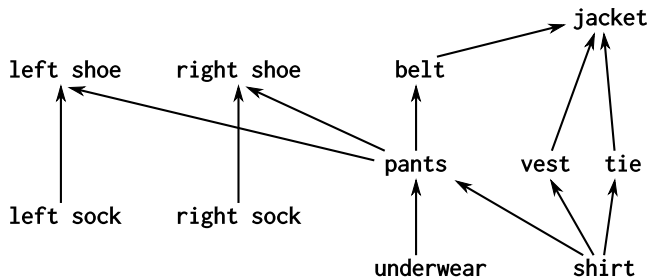 jacket
left shoe right shoe belt
pants vest tie
left sock right sock
underwear shirt